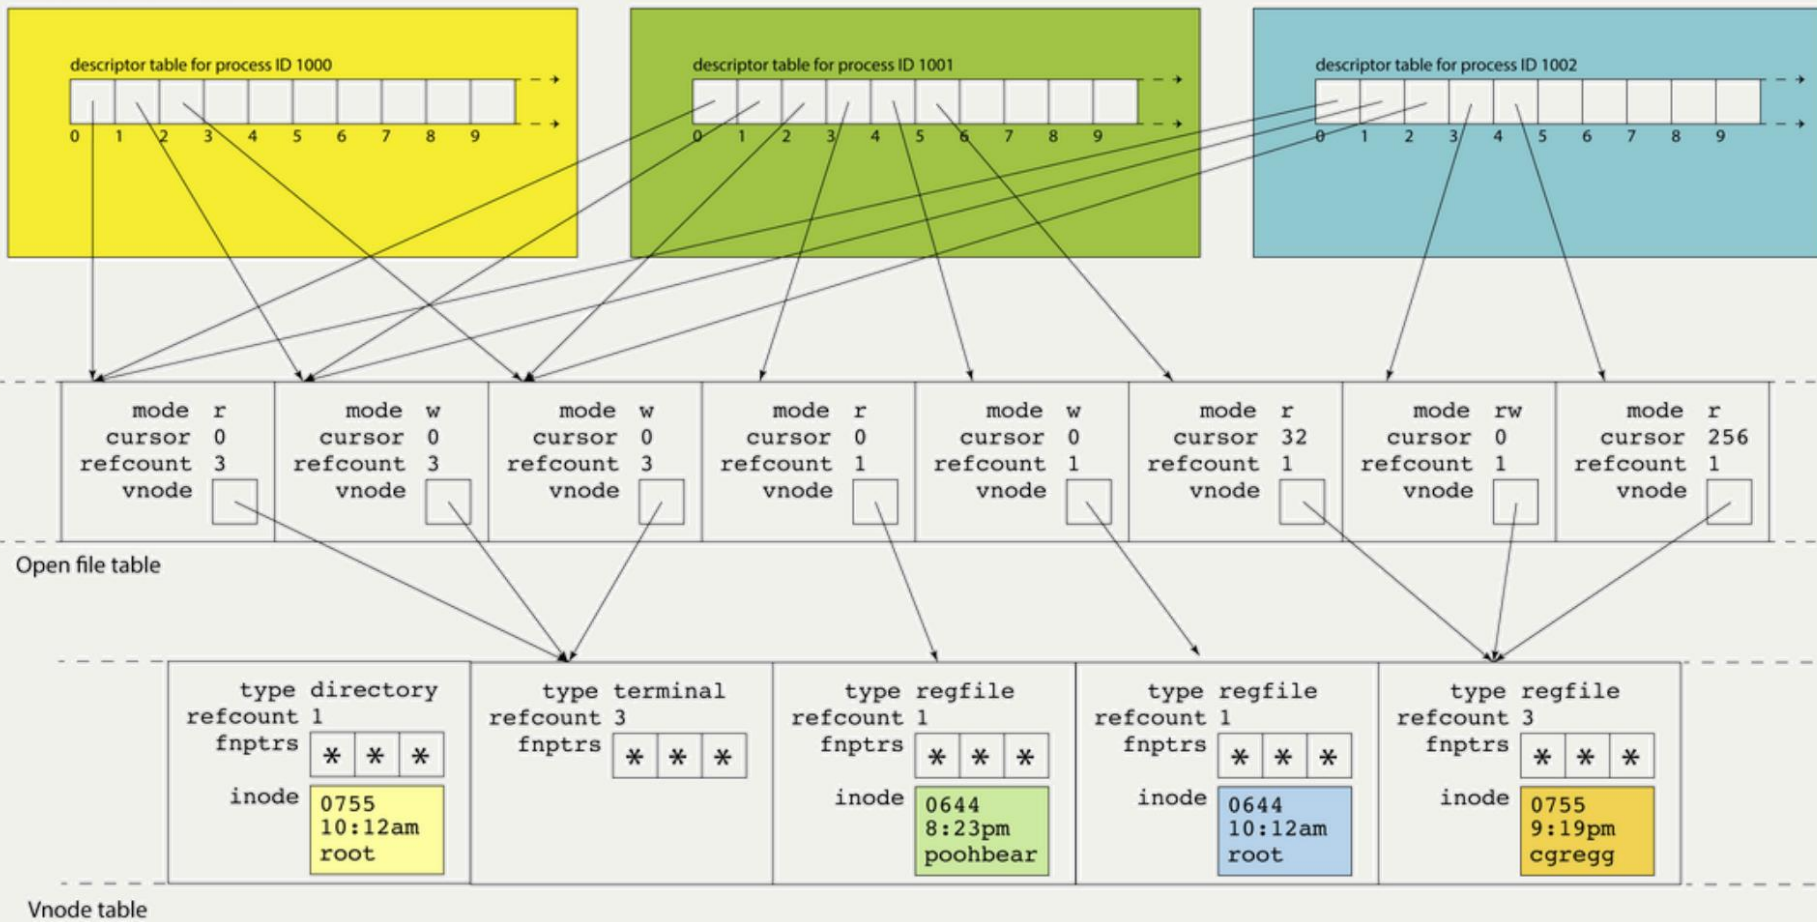 descriptor table for process ID 1000
0 1 2 3 4 5 6 7 8 9
descriptor table for process ID 1001
0 1 2 3 4 5 6 7 8 9
descriptor table for process ID 1002
0 1 2 3 4 5 6 7 8 9
mode r
cursor 0
refcount 3
vnode
mode w
cursor 0
refcount 3
vnode
mode w
cursor 0
refcount 3
vnode
mode r
cursor 0
refcount 1
vnode
mode w
cursor 0
refcount 1
vnode
mode r
cursor 32
refcount 1
vnode
mode rw
cursor 0
refcount 1
vnode
mode r
cursor 256
refcount 1
vnode
Open file table
type directory
refcount 1
fnptrs * * *
inode 0755
10:12am
root
type terminal
refcount 3
fnptrs * * *
type regfile
refcount 1
fnptrs * * *
inode 0644
8:23pm
poohbear
type regfile
refcount 1
fnptrs * * *
inode 0644
10:12am
root
type regfile
refcount 3
fnptrs * * *
inode 0755
9:19pm
cgregg
Vnode table